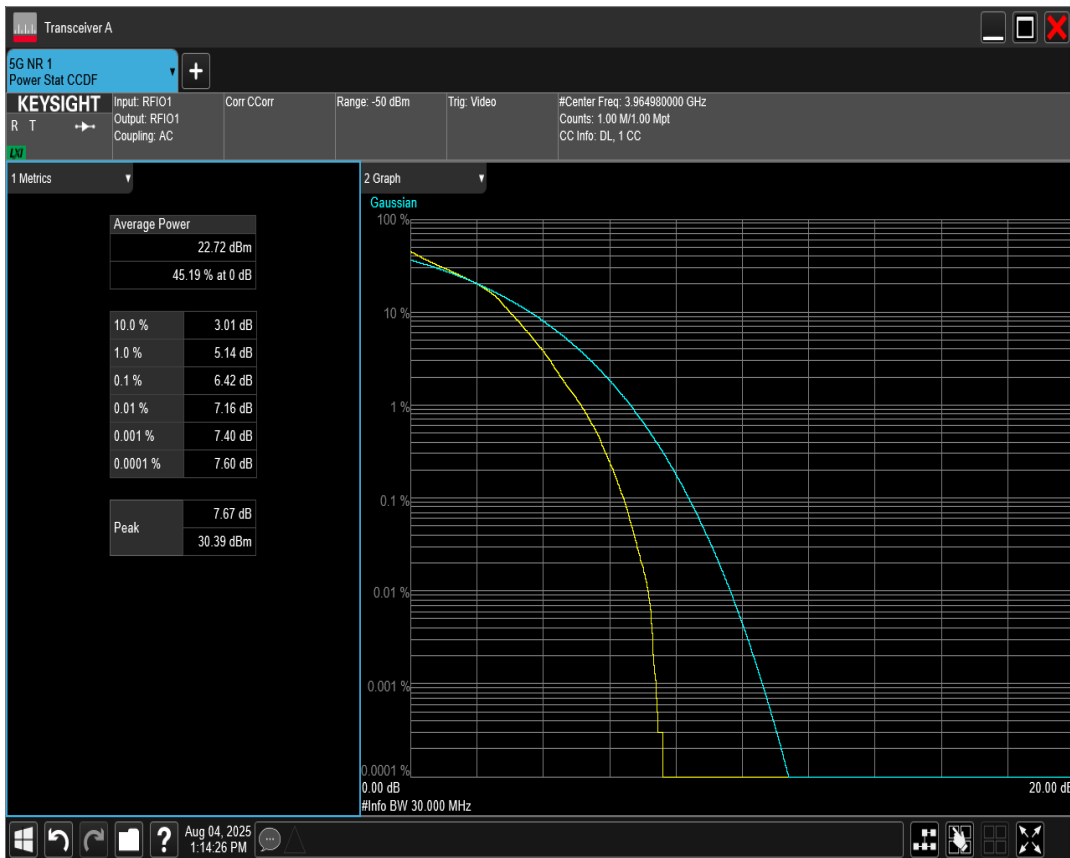 Transceiver A
5G NR 1
Power Stat CCDF
+
KEYSIGHT
R T
LXI
Input: RFIO1
Output: RFIO1
Coupling: AC
Corr CCorr
Range: -50 dBm
Trig: Video
#Center Freq: 3.964980000 GHz
Counts: 1.00 M/1.00 Mpt
CC Info: DL, 1 CC
1 Metrics
Average Power
22.72 dBm
45.19 % at 0 dB
10.0 % 3.01 dB
1.0 % 5.14 dB
0.1 % 6.42 dB
0.01 % 7.16 dB
0.001 % 7.40 dB
0.0001 % 7.60 dB
Peak 7.67 dB
30.39 dBm
2 Graph
Gaussian
100 %
10 %
1 %
0.1 %
0.01 %
0.001 %
0.0001 %
0.00 dB 20.00 dB
#Info BW 30.000 MHz
?
Aug 04, 2025
1:14:26 PM